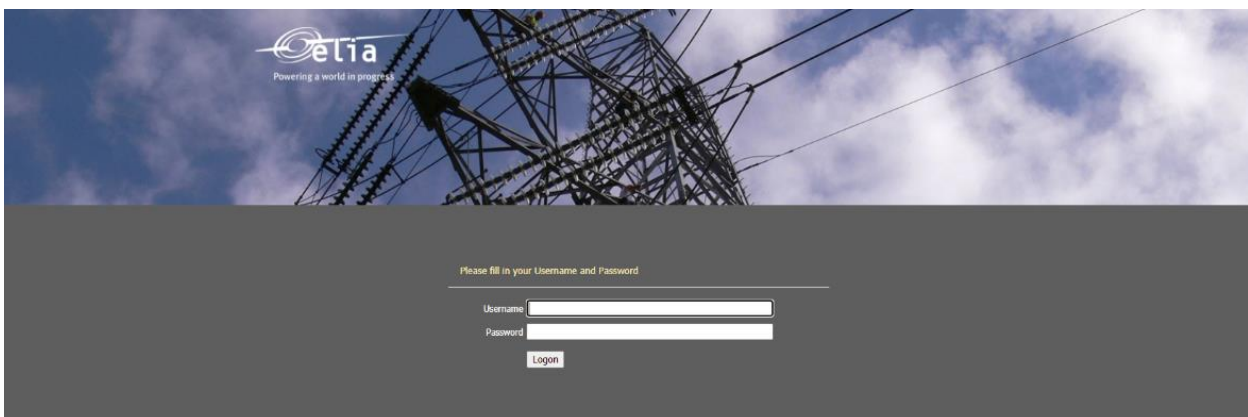 elia
Powering a world in progress
Please fill in your Username and Password
Username
Password
Logon